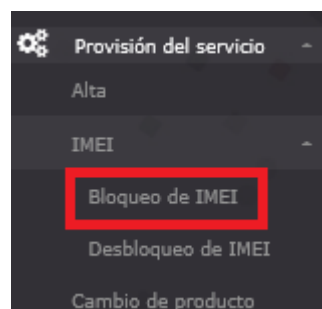 Provisión del servicio
Alta
IMEI
Bloqueo de IMEI
Desbloqueo de IMEI
Cambio de producto